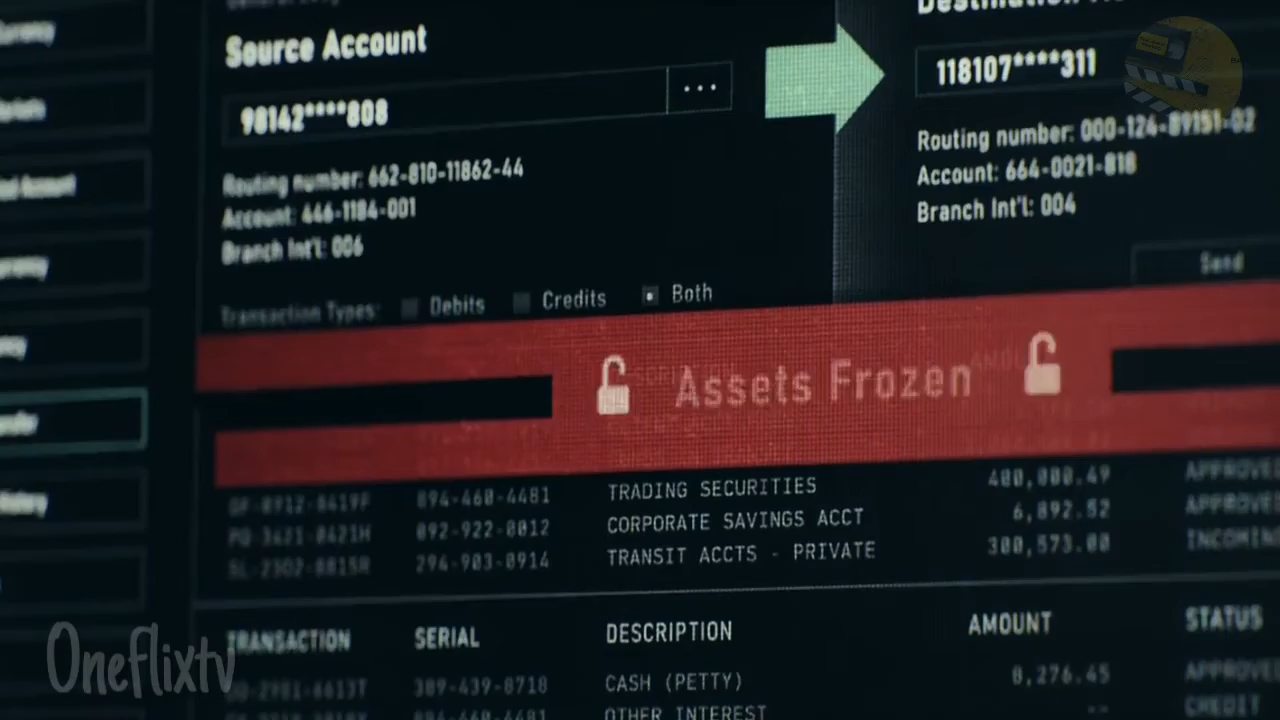 Source Account
98142****808
118107****311
Routing number: 662-810-11862-44
Account: 446-1184-001
Branch Int'l: 006
Routing number: 000-124-89151-02
Account: 664-0021-818
Branch Int'l: 004
Send
Transaction Types: Debits Credits Both
Assets Frozen
894-460-4481 TRADING SECURITIES 400,000.49 APPROVED
892-922-0012 CORPORATE SAVINGS ACCT 6,892.52 APPROVED
294-903-0914 TRANSIT ACCTS - PRIVATE 300,573.00 INCOMING
TRANSACTION SERIAL DESCRIPTION AMOUNT STATUS
309-439-8718 CASH (PETTY) 8,276.45 APPROVED
OTHER INTEREST -- CREDIT
Oneflixtv